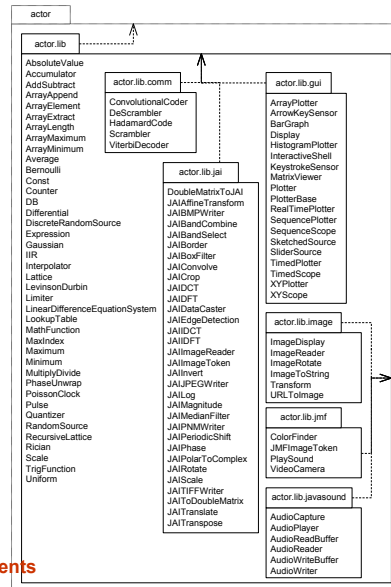 actor
actor.lib
AbsoluteValue
Accumulator
AddSubtract
ArrayAppend
ArrayElement
ArrayExtract
ArrayLength
ArrayMaximum
ArrayMinimum
Average
Bernoulli
Const
Counter
DB
Differential
DiscreteRandomSource
Expression
Gaussian
IIR
Interpolator
Lattice
LevinsonDurbin
Limiter
LinearDifferenceEquationSystem
LookupTable
MathFunction
MaxIndex
Maximum
Minimum
MultiplyDivide
PhaseUnwrap
PoissonClock
Pulse
Quantizer
RandomSource
RecursiveLattice
Rician
Scale
TrigFunction
Uniform
actor.lib.comm
ConvolutionalCoder
DeScrambler
HadamardCode
Scrambler
ViterbiDecoder
actor.lib.jai
DoubleMatrixToJAI
JAIAffineTransform
JAIBMPWriter
JAIBandCombine
JAIBandSelect
JAIBorder
JAIBoxFilter
JAIConvolve
JAICrop
JAIDCT
JAIDFT
JAIDataCaster
JAIEdgeDetection
JAIIDCT
JAIIDFT
JAIImageReader
JAIImageToken
JAIInvert
JAIJPEGWriter
JAILog
JAIMagnitude
JAIMedianFilter
JAIPNMWriter
JAIPeriodicShift
JAIPhase
JAIPolarToComplex
JAIRotate
JAIScale
JAITIFFWriter
JAIToDoubleMatrix
JAITranslate
JAITranspose
actor.lib.gui
ArrayPlotter
ArrowKeySensor
BarGraph
Display
HistogramPlotter
InteractiveShell
KeystrokeSensor
MatrixViewer
Plotter
PlotterBase
RealTimePlotter
SequencePlotter
SequenceScope
SketchedSource
SliderSource
TimedPlotter
TimedScope
XYPlotter
XYScope
actor.lib.image
ImageDisplay
ImageReader
ImageRotate
ImageToString
Transform
URLToImage
actor.lib.jmf
ColorFinder
JMFImageToken
PlaySound
VideoCamera
actor.lib.javasound
AudioCapture
AudioPlayer
AudioReadBuffer
AudioReader
AudioWriteBuffer
AudioWriter
ents